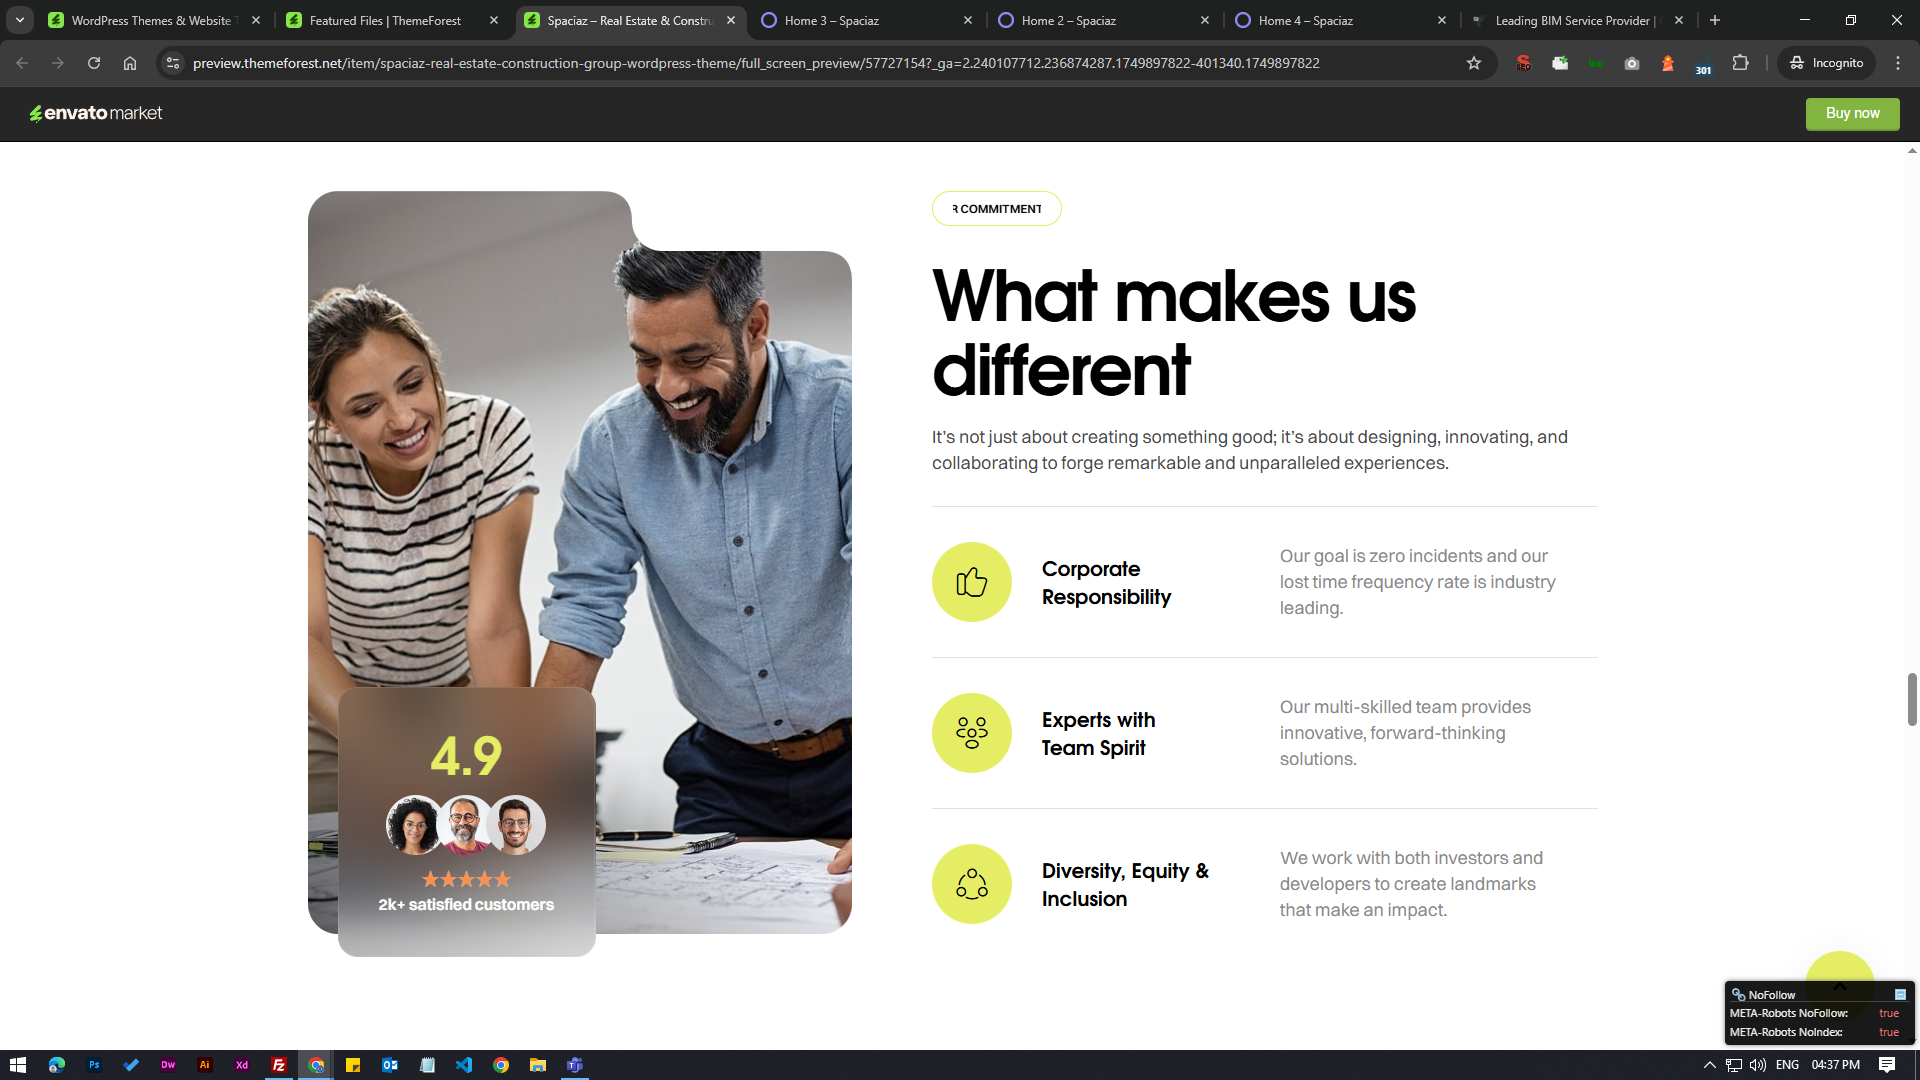 WordPress Themes & Website T
Featured Files | ThemeForest
Spaciaz – Real Estate & Constru
Home 3 – Spaciaz
Home 2 – Spaciaz
Home 4 – Spaciaz
Leading BIM Service Provider |
preview.themeforest.net/item/spaciaz-real-estate-construction-group-wordpress-theme/full_screen_preview/57727154?_ga=2.240107712.236874287.1749897822-401340.1749897822
SEO
301
Incognito
envato market
Buy now
R COMMITMENT
What makes us
different
It's not just about creating something good; it's about designing, innovating, and
collaborating to forge remarkable and unparalleled experiences.
Corporate
Responsibility
Our goal is zero incidents and our
lost time frequency rate is industry
leading.
Experts with
Team Spirit
Our multi-skilled team provides
innovative, forward-thinking
solutions.
Diversity, Equity &
Inclusion
We work with both investors and
developers to create landmarks
that make an impact.
4.9
2k+ satisfied customers
NoFollow
META-Robots NoFollow: true
META-Robots NoIndex: true
Ps
Dw
Ai
Xd
Fz
ENG
04:37 PM